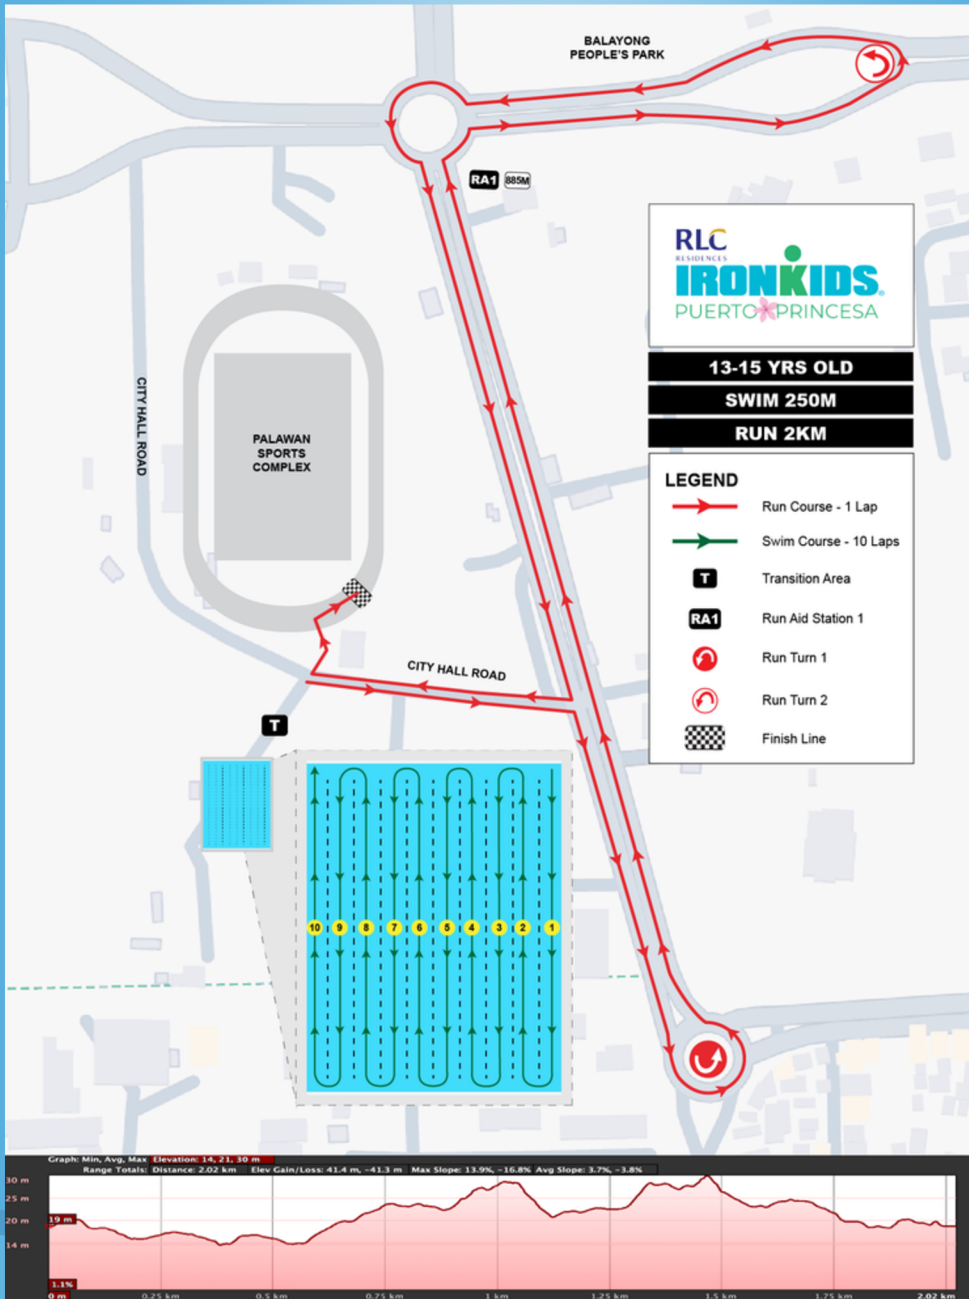 BALAYONG
PEOPLE'S PARK
RA1 885M
RLC
RESIDENCES
IRONKIDS®
PUERTO PRINCESA
13-15 YRS OLD
SWIM 250M
RUN 2KM
CITY HALL ROAD
PALAWAN
SPORTS
COMPLEX
LEGEND
Run Course - 1 Lap
Swim Course - 10 Laps
T Transition Area
RA1 Run Aid Station 1
Run Turn 1
Run Turn 2
Finish Line
CITY HALL ROAD
T
10 9 8 7 6 5 4 3 2 1
Graph: Min, Avg, Max Elevation: 14, 21, 30 m
Range Totals: Distance: 2.02 km Elev Gain/Loss: 41.4 m, -41.3 m Max Slope: 13.9%, -16.8% Avg Slope: 3.7%, -3.8%
30 m
25 m
20 m 19 m
14 m
1.1%
0 m 0.25 km 0.5 km 0.75 km 1 km 1.25 km 1.5 km 1.75 km 2.02 km